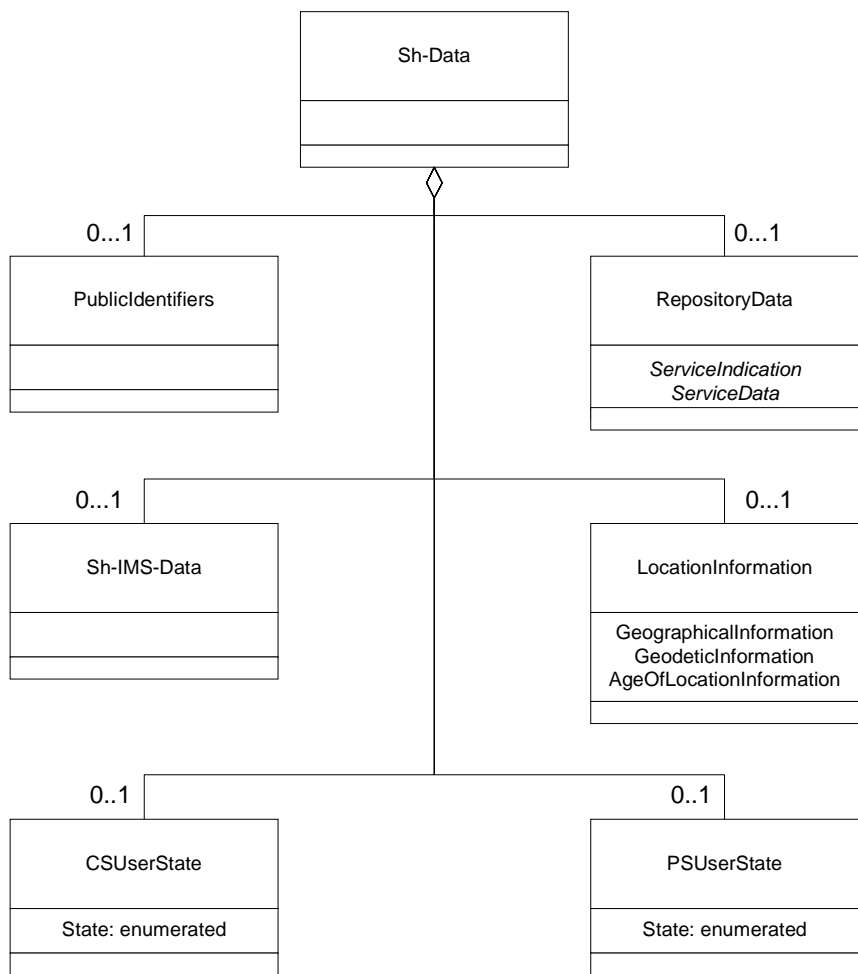 Sh-Data
0...1
0...1
PublicIdentifiers
RepositoryData
ServiceIndication
ServiceData
0...1
0...1
Sh-IMS-Data
LocationInformation
GeographicalInformation
GeodeticInformation
AgeOfLocationInformation
0..1
0..1
CSUserState
PSUserState
State: enumerated
State: enumerated